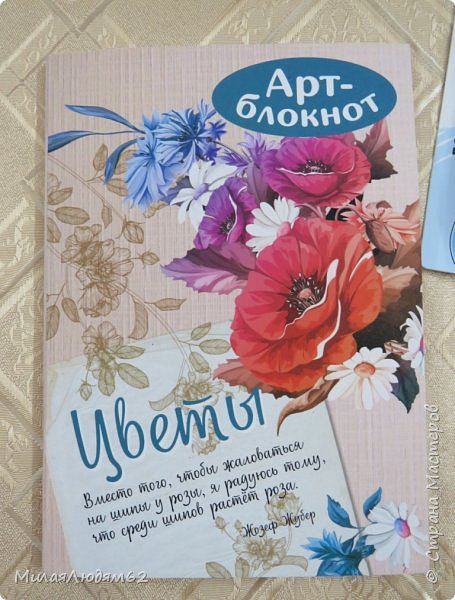 Арт-
блокнот
Цветы
Вместо того, чтобы жаловаться
на шипы у розы, я радуюсь тому,
что среди шипов растёт роза.
Жозеф Жубер
МилаяЛюдям62
© Страна Мастеров